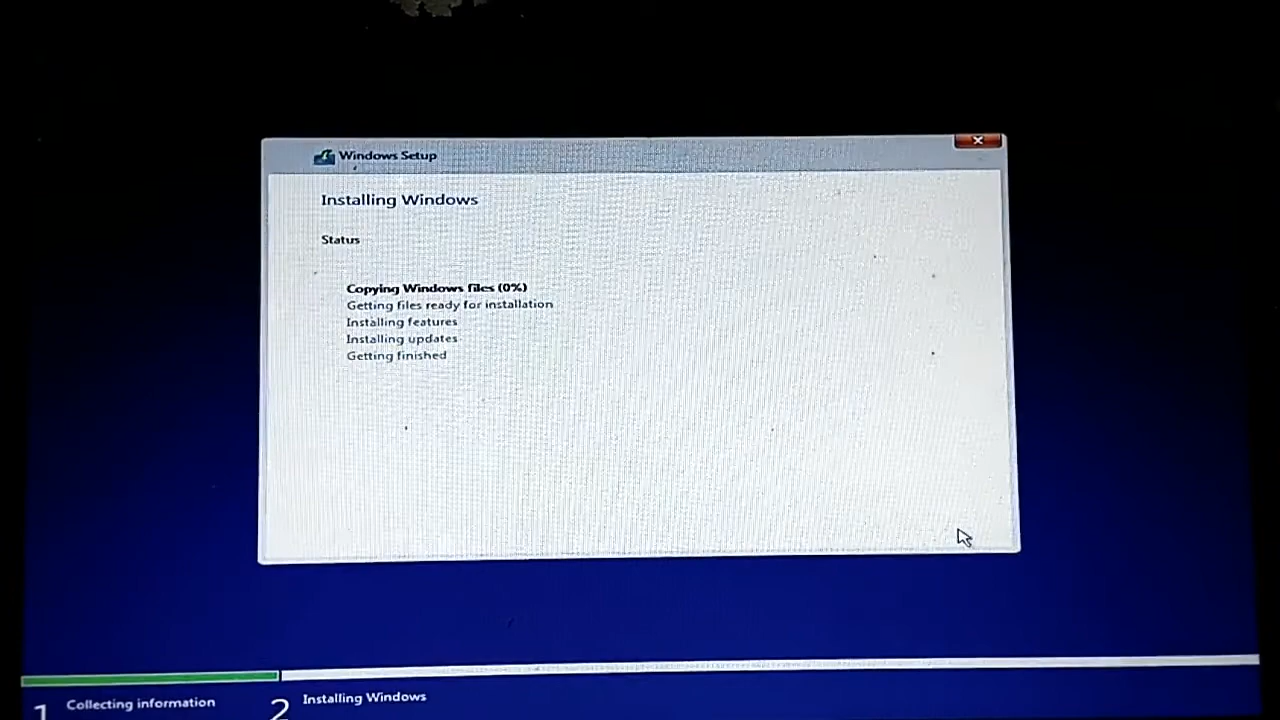 Windows Setup
Installing Windows
Status
Copying Windows files (0%)
Getting files ready for installation
Installing features
Installing updates
Getting finished
1 Collecting information
2 Installing Windows